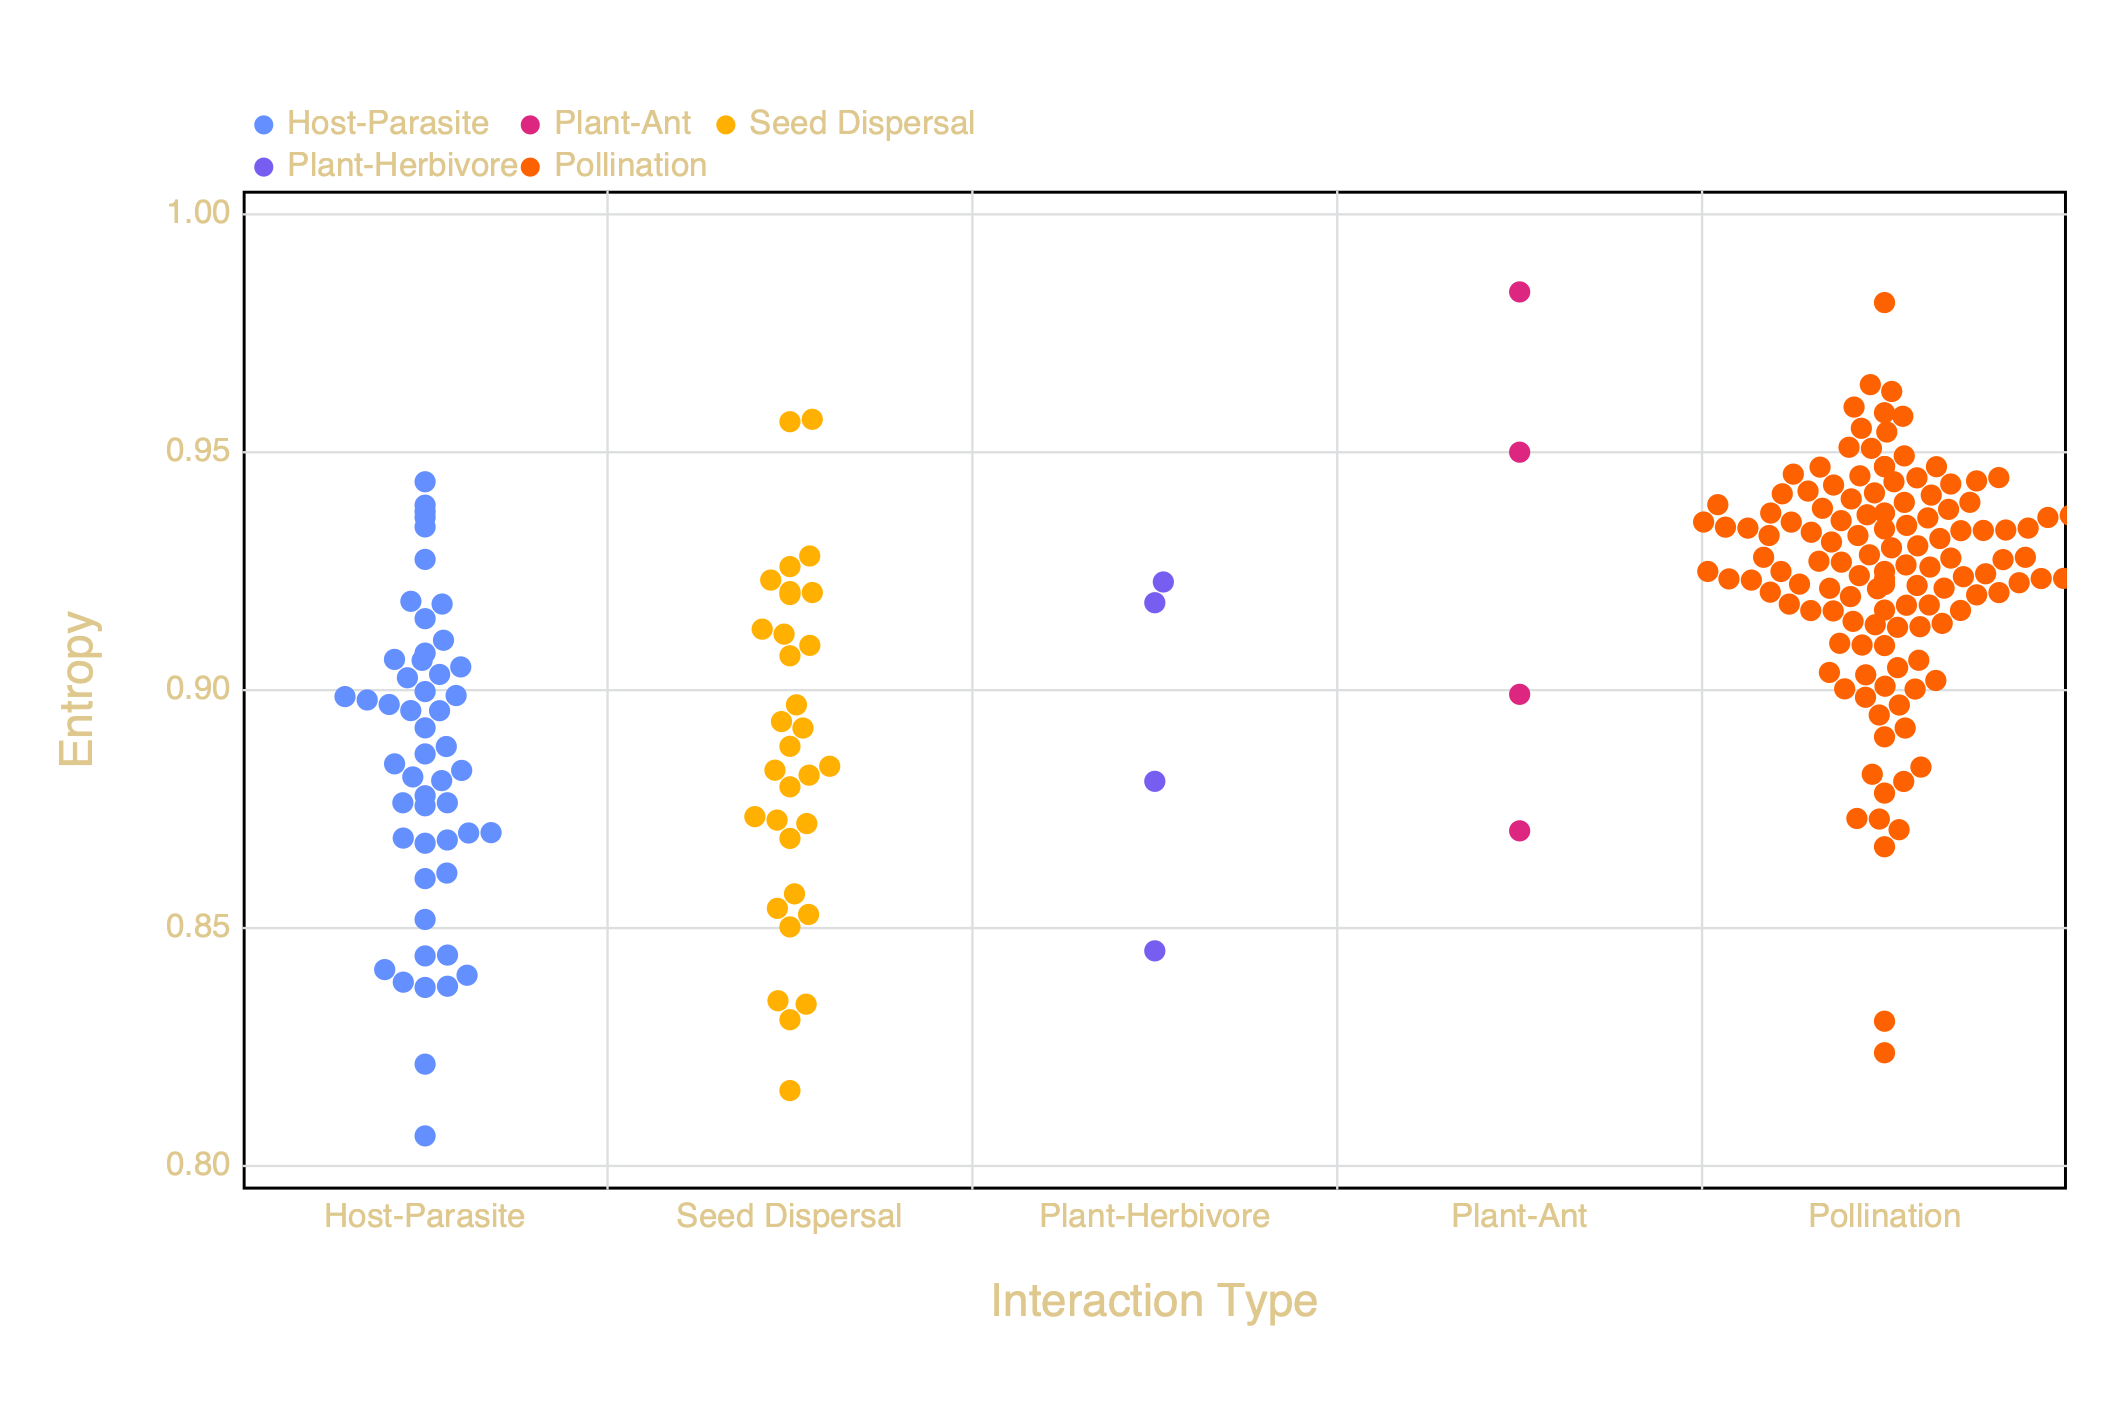 Host-Parasite Plant-Ant Seed Dispersal
Plant-Herbivore Pollination
1.00
0.95
0.90
0.85
0.80
Entropy
Host-Parasite Seed Dispersal Plant-Herbivore Plant-Ant Pollination
Interaction Type